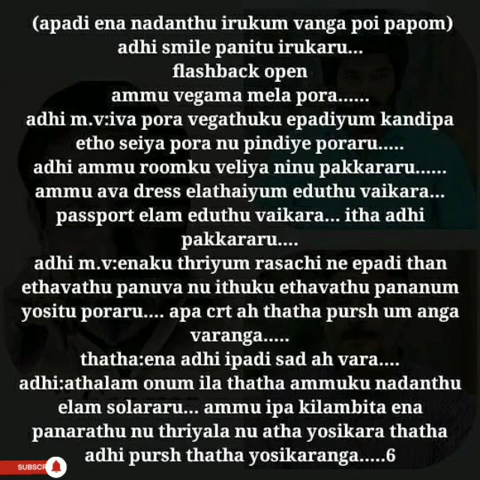 (apadi ena nadanthu irukum vanga poi papom)
adhi smile panitu irukaru...
flashback open
ammu vegama mela pora......
adhi m.v:iva pora vegathuku epadiyum kandipa
etho seiya pora nu pindiye poraru.....
adhi ammu roomku veliya ninu pakkararu......
ammu ava dress elathaiyum eduthu vaikara...
passport elam eduthu vaikara... itha adhi
pakkararu....
adhi m.v:enaku thriyum rasachi ne epadi than
ethavathu panuva nu ithuku ethavathu pananum
yositu poraru.... apa crt ah thatha pursh um anga
varanga.....
thatha:ena adhi ipadi sad ah vara....
adhi:athalam onum ila thatha ammuku nadanthu
elam solararu... ammu ipa kilambita ena
panarathu nu thriyala nu atha yosikara thatha
adhi pursh thatha yosikaranga.....6